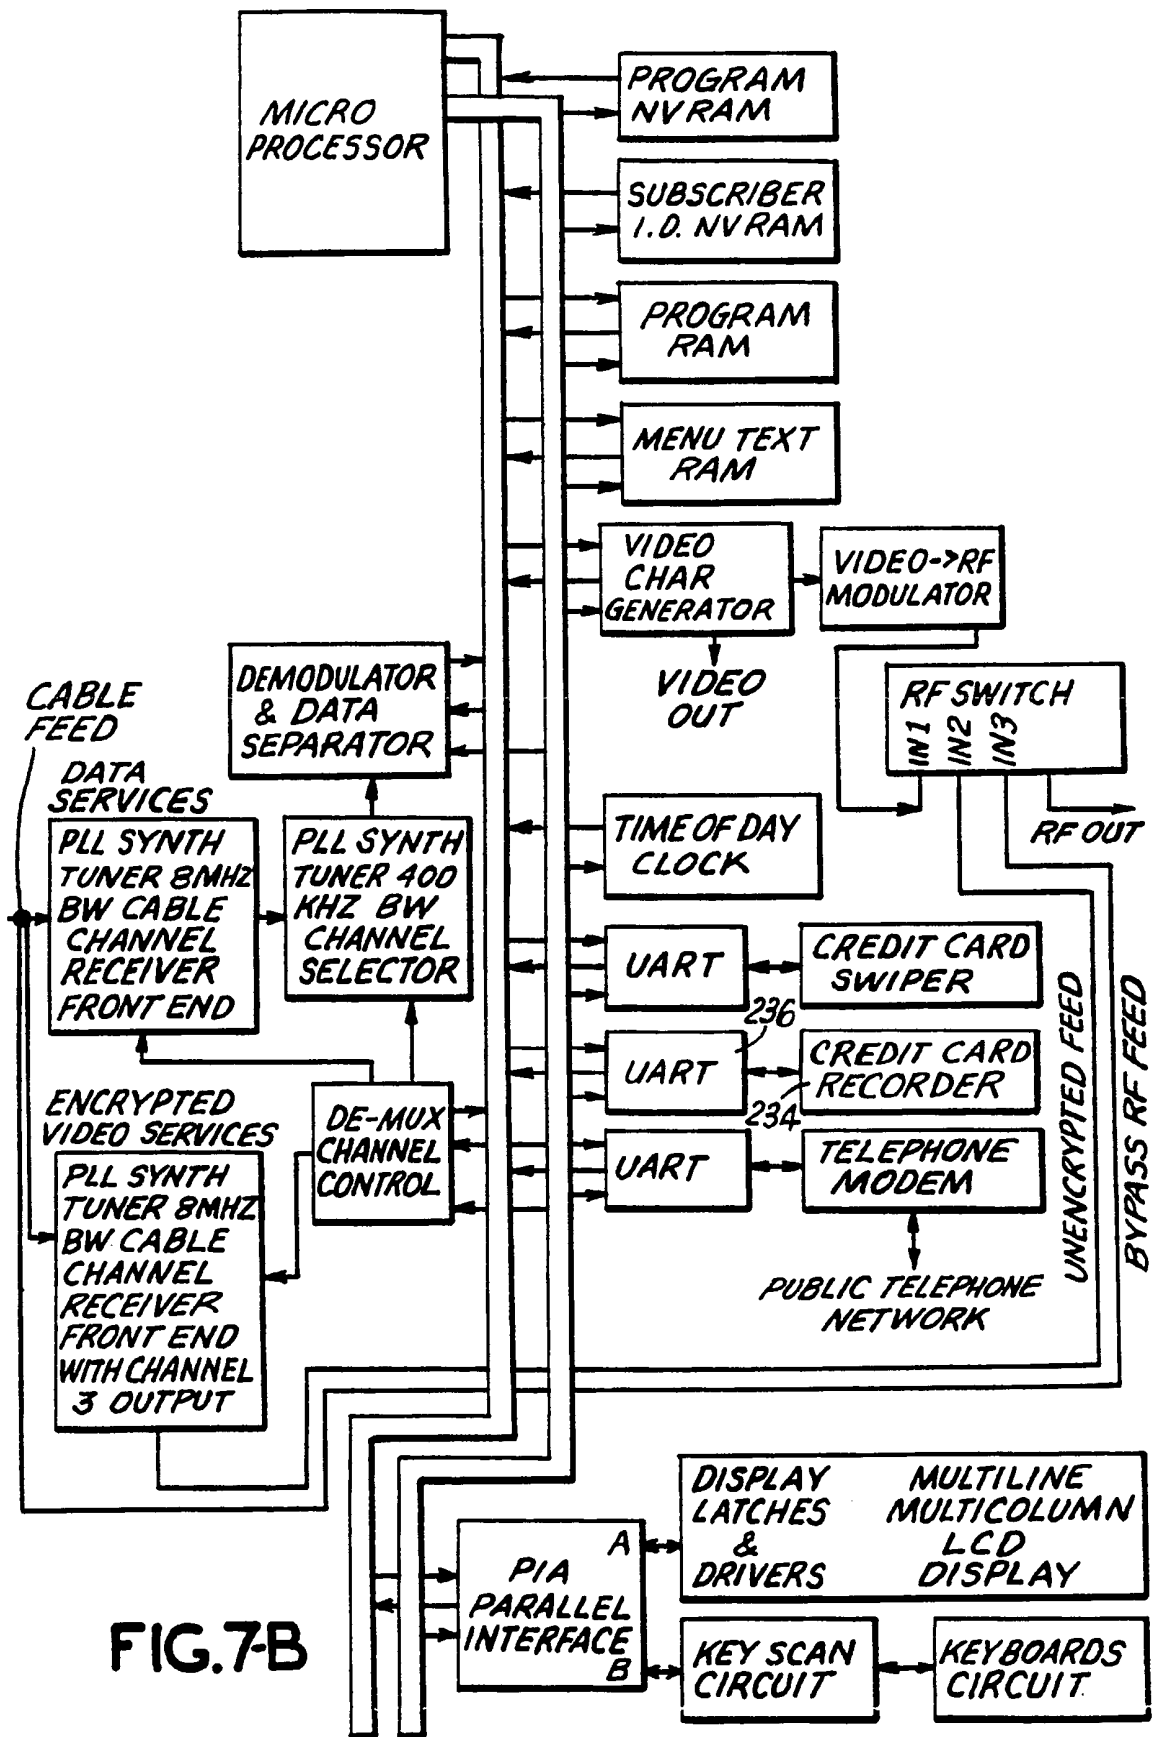 MICRO
PROCESSOR
PROGRAM
NVRAM
SUBSCRIBER
I.D. NVRAM
PROGRAM
RAM
MENU TEXT
RAM
VIDEO
CHAR
GENERATOR
VIDEO->RF
MODULATOR
VIDEO
OUT
RF SWITCH
IN1
IN2
IN3
RF OUT
DEMODULATOR
& DATA
SEPARATOR
CABLE
FEED
DATA
SERVICES
PLL SYNTH
TUNER 8MHZ
BW CABLE
CHANNEL
RECEIVER
FRONT END
PLL SYNTH
TUNER 400
KHZ BW
CHANNEL
SELECTOR
TIME OF DAY
CLOCK
UART
CREDIT CARD
SWIPER
236
UART
CREDIT CARD
RECORDER
234
UART
TELEPHONE
MODEM
PUBLIC TELEPHONE
NETWORK
UNENCRYPTED FEED
BYPASS RF FEED
ENCRYPTED
VIDEO SERVICES
PLL SYNTH
TUNER 8MHZ
BW CABLE
CHANNEL
RECEIVER
FRONT END
WITH CHANNEL
3 OUTPUT
DE-MUX
CHANNEL
CONTROL
DISPLAY
LATCHES
&
DRIVERS
MULTILINE
MULTICOLUMN
LCD
DISPLAY
A
PIA
PARALLEL
INTERFACE
B
KEY SCAN
CIRCUIT
KEYBOARDS
CIRCUIT
FIG.7-B